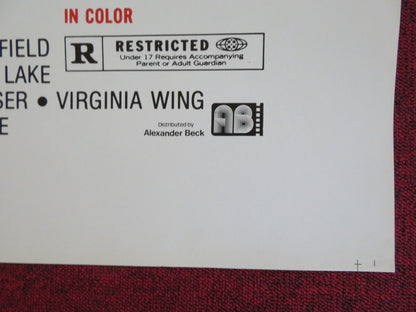 IN COLOR
FIELD
LAKE
SER • VIRGINIA WING
E
R
RESTRICTED
Under 17 Requires Accompanying
Parent or Adult Guardian
Distributed by
Alexander Beck
AB
1